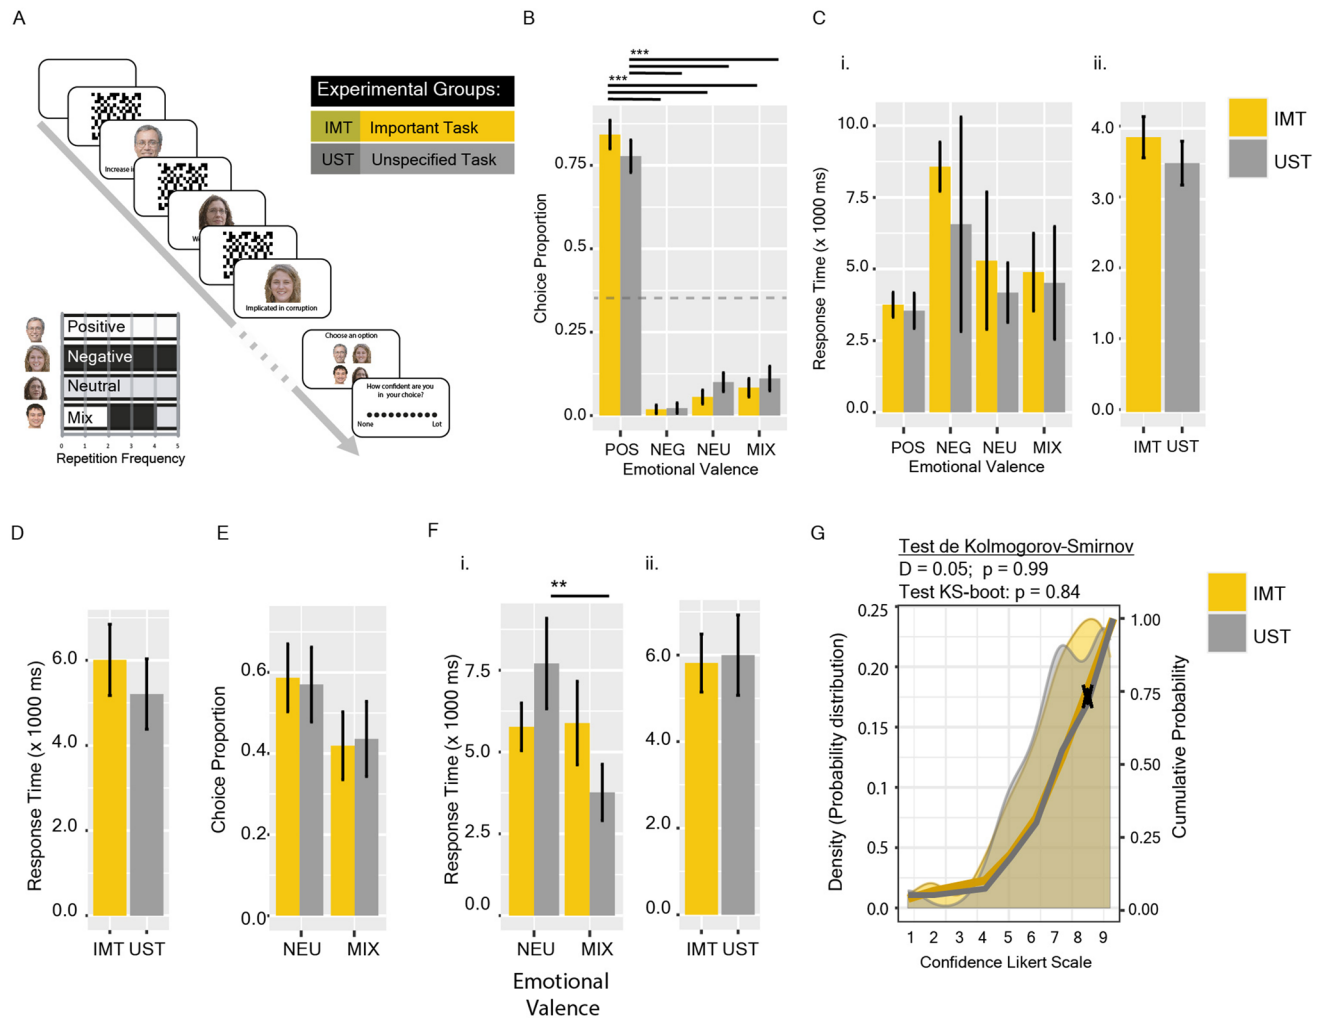 A
Experimental Groups:
IMT Important Task
UST Unspecified Task
Increase i
W
Implicated in corruption
Choose an option
How confident are you
in your choice?
None Lot
Positive
Negative
Neutral
Mix
0 1 2 3 4 5
Repetition Frequency
B
***
***
Choice Proportion
0.75
0.5
0.25
0.0
POS NEG NEU MIX
Emotional Valence
C
i.
Response Time (x 1000 ms)
10.0
7.5
5.0
2.5
0.0
POS NEG NEU MIX
Emotional Valence
ii.
4.0
3.0
2.0
1.0
0.0
IMT UST
IMT
UST
D
Response Time (x 1000 ms)
6.0
4.0
2.0
0.0
IMT UST
E
Choice Proportion
0.6
0.4
0.2
0.0
NEU MIX
F
i.
**
Response Time (x 1000 ms)
7.5
5.0
2.5
0.0
NEU MIX
Emotional
Valence
ii.
6.0
4.0
2.0
0.0
IMT UST
G
Test de Kolmogorov-Smirnov
D = 0.05; p = 0.99
Test KS-boot: p = 0.84
Density (Probability distribution)
0.25
0.20
0.15
0.1
0.5
0.0
1.00
0.75
0.50
0.25
0.00
Cumulative Probability
1 2 3 4 5 6 7 8 9
Confidence Likert Scale
IMT
UST